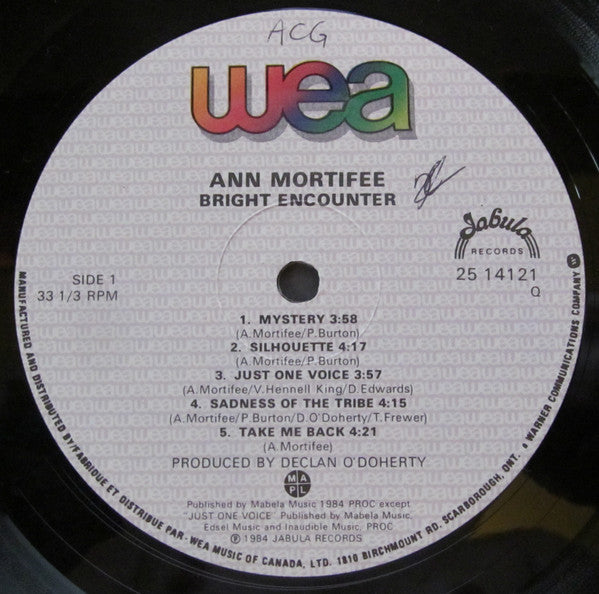 ACG
wea
ANN MORTIFEE
BRIGHT ENCOUNTER
Jabula
RECORDS
SIDE 1
33 1/3 RPM
25 14121
Q
1. MYSTERY 3:58
(A.Mortifee/P.Burton)
2. SILHOUETTE 4:17
(A.Mortifee/P.Burton)
3. JUST ONE VOICE 3:57
(A.Mortifee/V.Hennell King/D.Edwards)
4. SADNESS OF THE TRIBE 4:15
(A.Mortifee/P.Burton/D.O'Doherty/T.Frewer)
5. TAKE ME BACK 4:21
(A.Mortifee)
PRODUCED BY DECLAN O'DOHERTY
M A
P L
Published by Mabela Music 1984 PROC except
"JUST ONE VOICE" Published by Mabela Music,
Edsel Music and Inaudible Music, PROC
℗ 1984 JABULA RECORDS
MANUFACTURED AND DISTRIBUTED BY/FABRIQUE ET DISTRIBUE PAR - WEA MUSIC OF CANADA, LTD. 1810 BIRCHMOUNT RD. SCARBOROUGH, ONT. • A WARNER COMMUNICATIONS COMPANY